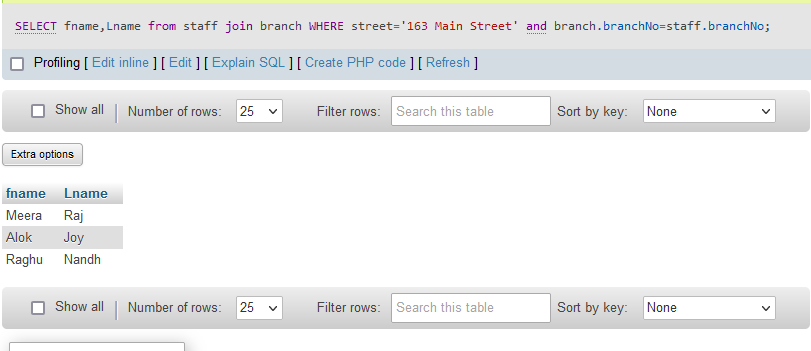 SELECT fname,Lname from staff join branch WHERE street='163 Main Street' and branch.branchNo=staff.branchNo;
Profiling [ Edit inline ] [ Edit ] [ Explain SQL ] [ Create PHP code ] [ Refresh ]
Show all Number of rows: 25 Filter rows: Search this table Sort by key: None
Extra options
fname Lname
Meera Raj
Alok Joy
Raghu Nandh
Show all Number of rows: 25 Filter rows: Search this table Sort by key: None